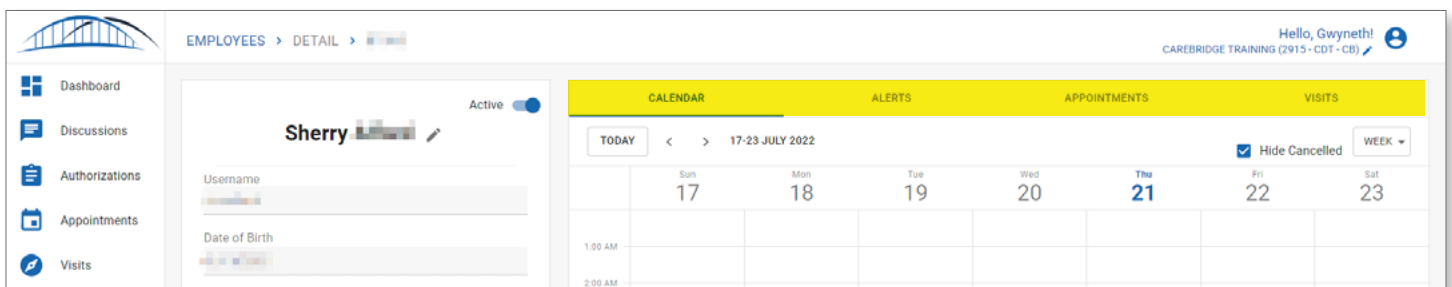 EMPLOYEES > DETAIL >
Hello, Gwyneth!
CAREBRIDGE TRAINING (2915 - CDT - CB)
Dashboard
Discussions
Authorizations
Appointments
Visits
Active
Sherry
Username
Date of Birth
CALENDAR ALERTS APPOINTMENTS VISITS
TODAY < > 17-23 JULY 2022 Hide Cancelled WEEK
Sun Mon Tue Wed Thu Fri Sat
17 18 19 20 21 22 23
1:00 AM
2:00 AM